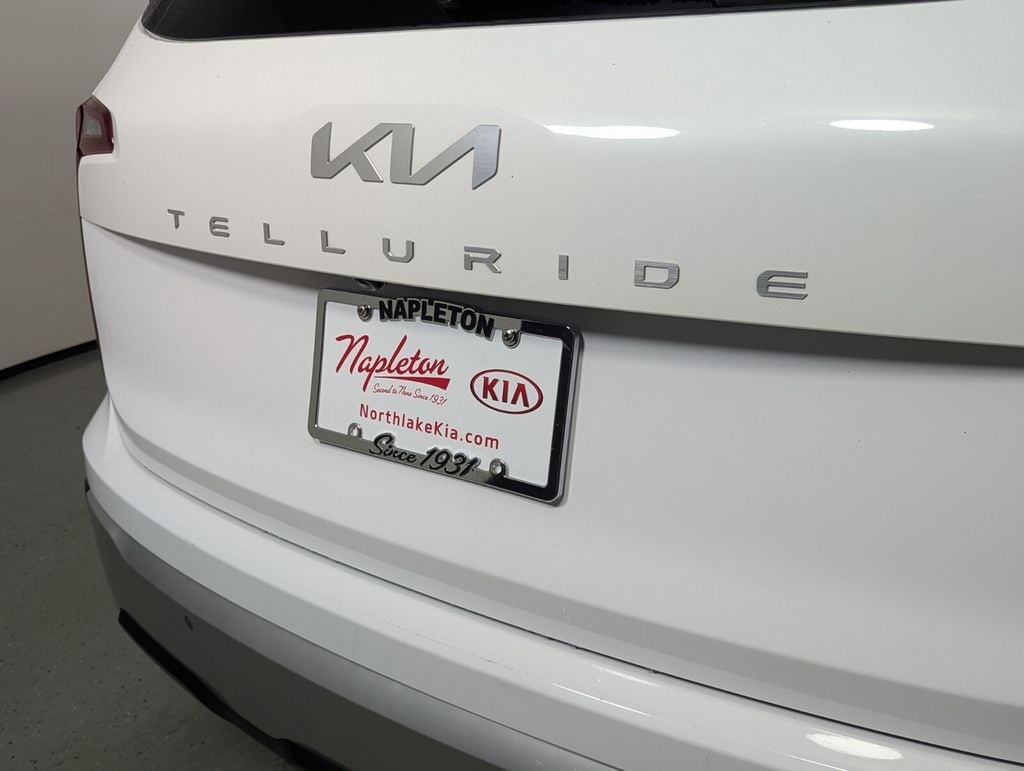 KIA
TELLURIDE
NAPLETON
Napleton
Second to None Since 1931
KIA
NorthlakeKia.com
Since 1931